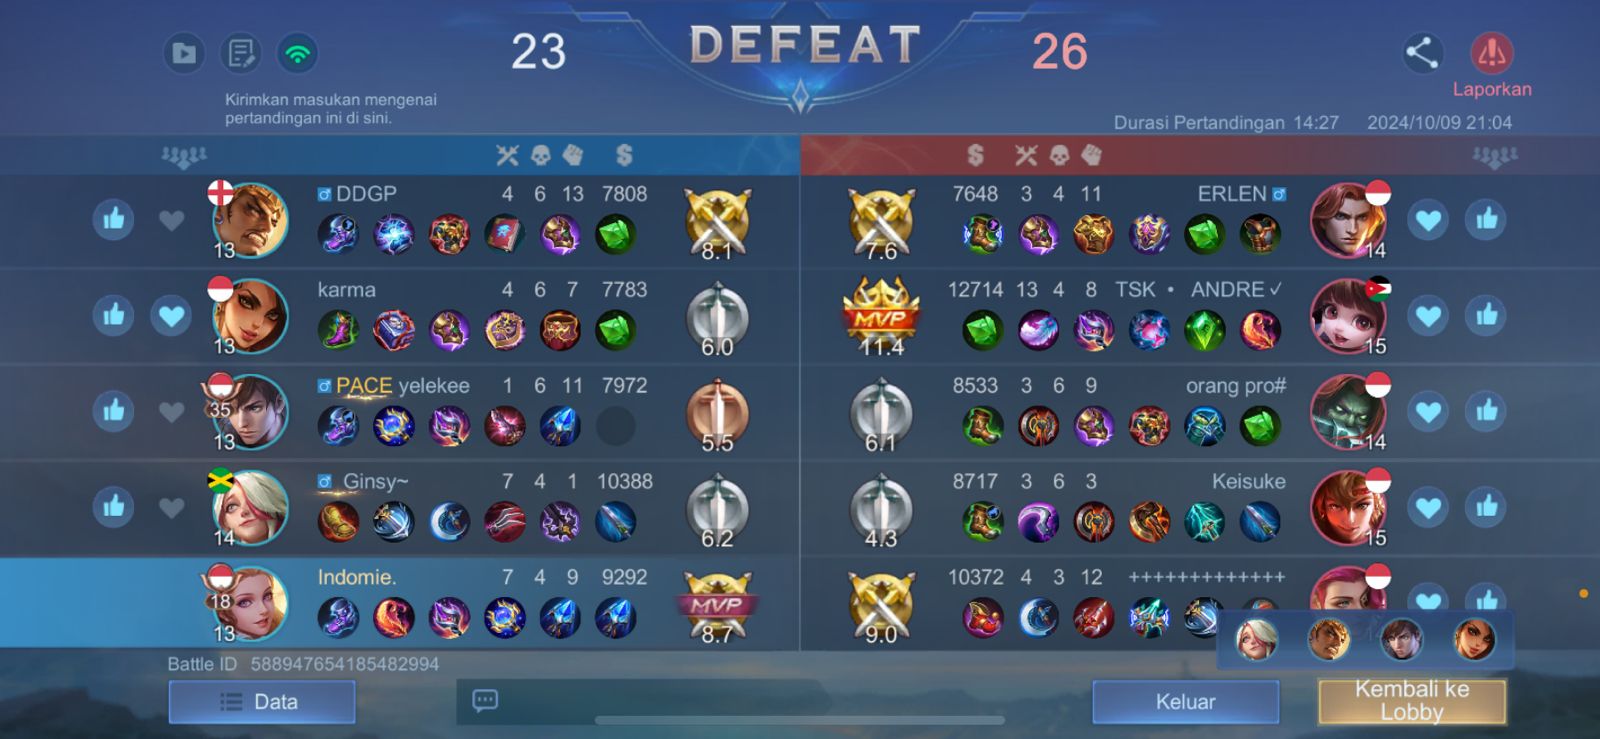 23
DEFEAT
26
Kirimkan masukan mengenai
pertandingan ini di sini.
Laporkan
Durasi Pertandingan 14:27 2024/10/09 21:04
DDGP 4 6 13 7808
13
8.1
7648 3 4 11 ERLEN
7.6
14
karma 4 6 7 7783
13
6.0
12714 13 4 8 TSK • ANDRE✓
MVP
11.4
15
PACE yelekee 1 6 11 7972
35
13
5.5
8533 3 6 9 orang pro#
6.1
14
Ginsy~ 7 4 1 10388
14
6.2
8717 3 6 3 Keisuke
4.3
15
Indomie. 7 4 9 9292
18
13
MVP
8.7
10372 4 3 12 +++++++++++++
9.0
Battle ID 588947654185482994
Data
Keluar
Kembali ke
Lobby